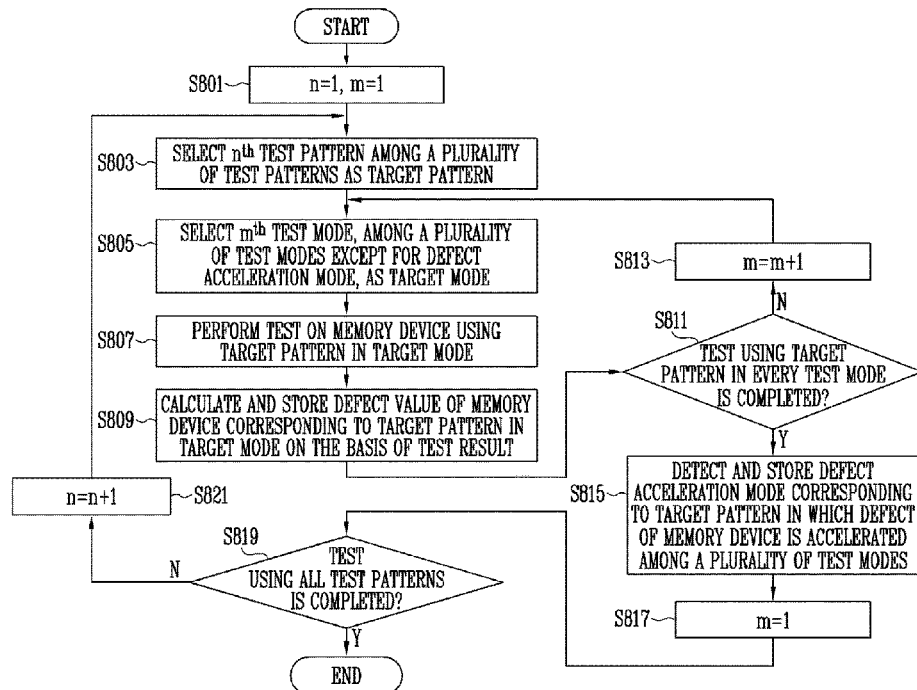 START
S801
n=1, m=1
S803
SELECT nth TEST PATTERN AMONG A PLURALITY
OF TEST PATTERNS AS TARGET PATTERN
S805
SELECT mth TEST MODE, AMONG A PLURALITY
OF TEST MODES EXCEPT FOR DEFECT
ACCELERATION MODE, AS TARGET MODE
S807
PERFORM TEST ON MEMORY DEVICE USING
TARGET PATTERN IN TARGET MODE
S809
CALCULATE AND STORE DEFECT VALUE OF MEMORY
DEVICE CORRESPONDING TO TARGET PATTERN IN
TARGET MODE ON THE BASIS OF TEST RESULT
S811
TEST USING TARGET
PATTERN IN EVERY TEST MODE
IS COMPLETED?
N
S813
m=m+1
Y
S815
DETECT AND STORE DEFECT
ACCELERATION MODE CORRESPONDING
TO TARGET PATTERN IN WHICH DEFECT
OF MEMORY DEVICE IS ACCELERATED
AMONG A PLURALITY OF TEST MODES
S817
m=1
S819
TEST
USING ALL TEST PATTERNS
IS COMPLETED?
N
n=n+1
S821
Y
END